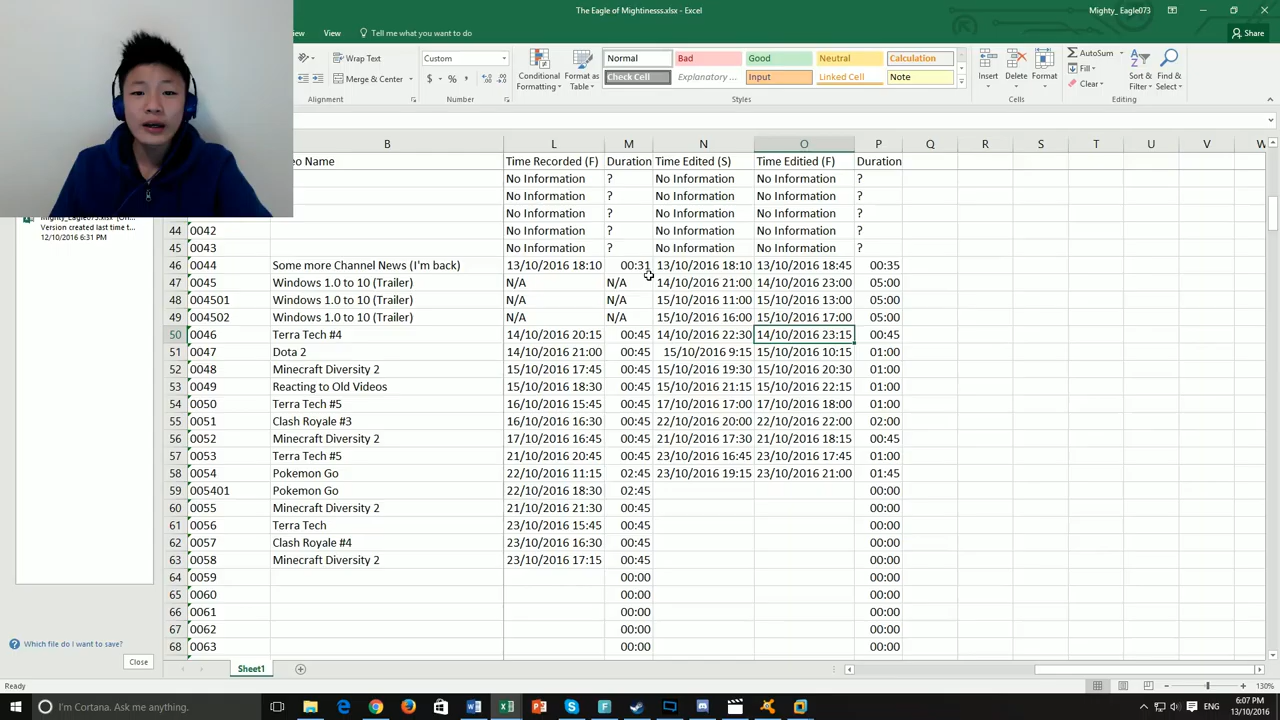 The Eagle of Mightinesss.xlsx - Excel
Mighty_Eagle073
View
Tell me what you want to do
Share
Wrap Text
Merge & Center
Custom
Conditional Formatting
Format as Table
Normal
Bad
Good
Neutral
Calculation
Check Cell
Explanatory ...
Input
Linked Cell
Note
Insert
Delete
Format
AutoSum
Fill
Clear
Sort & Filter
Find & Select
Alignment
Number
Styles
Cells
Editing
B L M N O P Q R S T U V W
eo Name Time Recorded (F) Duration Time Edited (S) Time Editied (F) Duration
No Information ? No Information No Information ?
No Information ? No Information No Information ?
No Information ? No Information No Information ?
44 0042 No Information ? No Information No Information ?
45 0043 No Information ? No Information No Information ?
46 0044 Some more Channel News (I'm back) 13/10/2016 18:10 00:31 13/10/2016 18:10 13/10/2016 18:45 00:35
47 0045 Windows 1.0 to 10 (Trailer) N/A N/A 14/10/2016 21:00 14/10/2016 23:00 05:00
48 004501 Windows 1.0 to 10 (Trailer) N/A N/A 15/10/2016 11:00 15/10/2016 13:00 05:00
49 004502 Windows 1.0 to 10 (Trailer) N/A N/A 15/10/2016 16:00 15/10/2016 17:00 05:00
50 0046 Terra Tech #4 14/10/2016 20:15 00:45 14/10/2016 22:30 14/10/2016 23:15 00:45
51 0047 Dota 2 14/10/2016 21:00 00:45 15/10/2016 9:15 15/10/2016 10:15 01:00
52 0048 Minecraft Diversity 2 15/10/2016 17:45 00:45 15/10/2016 19:30 15/10/2016 20:30 01:00
53 0049 Reacting to Old Videos 15/10/2016 18:30 00:45 15/10/2016 21:15 15/10/2016 22:15 01:00
54 0050 Terra Tech #5 16/10/2016 15:45 00:45 17/10/2016 17:00 17/10/2016 18:00 01:00
55 0051 Clash Royale #3 16/10/2016 16:30 00:45 22/10/2016 20:00 22/10/2016 22:00 02:00
56 0052 Minecraft Diversity 2 17/10/2016 16:45 00:45 21/10/2016 17:30 21/10/2016 18:15 00:45
57 0053 Terra Tech #5 21/10/2016 20:45 00:45 23/10/2016 16:45 23/10/2016 17:45 01:00
58 0054 Pokemon Go 22/10/2016 11:15 02:45 23/10/2016 19:15 23/10/2016 21:00 01:45
59 005401 Pokemon Go 22/10/2016 18:30 02:45 00:00
60 0055 Minecraft Diversity 2 21/10/2016 21:30 00:45 00:00
61 0056 Terra Tech 23/10/2016 15:45 00:45 00:00
62 0057 Clash Royale #4 23/10/2016 16:30 00:45 00:00
63 0058 Minecraft Diversity 2 23/10/2016 17:15 00:45 00:00
64 0059 00:00 00:00
65 0060 00:00 00:00
66 0061 00:00 00:00
67 0062 00:00 00:00
68 0063 00:00 00:00
Version created last time t...
12/10/2016 6:31 PM
Which file do I want to save?
Close
Sheet1
Ready
130%
I'm Cortana. Ask me anything.
ENG
6:07 PM
13/10/2016